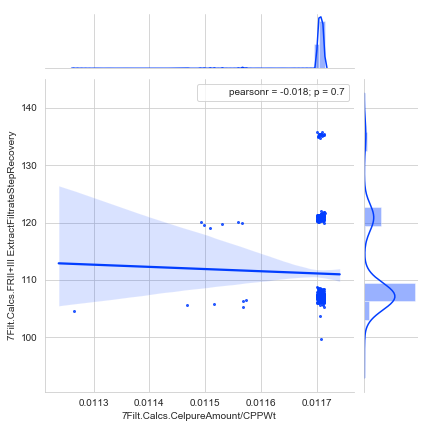 pearsonr = -0.018; p = 0.7
140
130
120
110
100
7Filt.Calcs.FRII+III ExtractFiltrateStepRecovery
0.0113 0.0114 0.0115 0.0116 0.0117
7Filt.Calcs.CelpureAmount/CPPWt